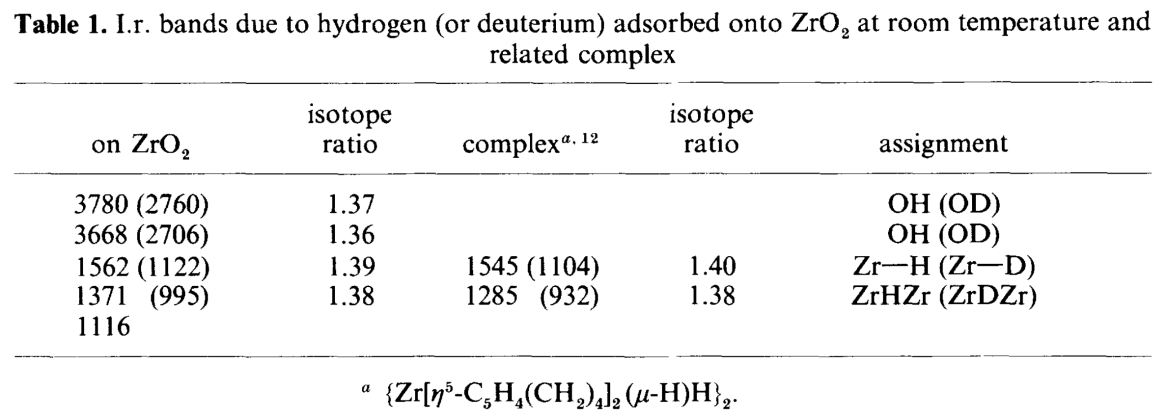 Table 1. I.r. bands due to hydrogen (or deuterium) adsorbed onto ZrO₂ at room temperature and
related complex
on ZrO₂ isotope ratio complexᵃ˒ ¹² isotope ratio assignment
3780 (2760) 1.37 OH (OD)
3668 (2706) 1.36 OH (OD)
1562 (1122) 1.39 1545 (1104) 1.40 Zr—H (Zr—D)
1371 (995) 1.38 1285 (932) 1.38 ZrHZr (ZrDZr)
1116
ᵃ {Zr[η⁵-C₅H₄(CH₂)₄]₂(μ-H)H}₂.